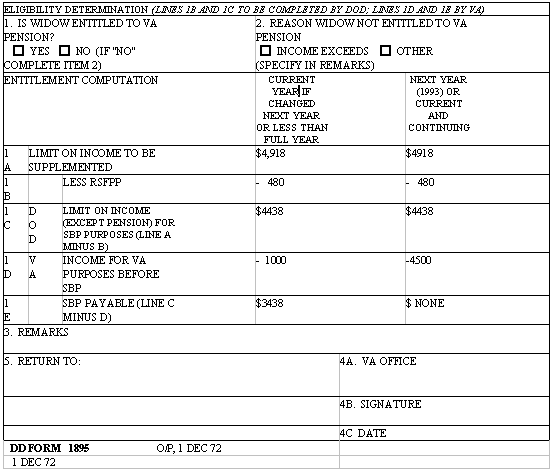 ELIGIBILITY DETERMINATION (LINES 1B AND 1C TO BE COMPLETED BY DOD; LINES 1D AND 1E BY VA)
1. IS WIDOW ENTITLED TO VA
PENSION?
YES NO (IF "NO"
COMPLETE ITEM 2)
2. REASON WIDOW NOT ENTITLED TO VA
PENSION
INCOME EXCEEDS OTHER
(SPECIFY IN REMARKS)
ENTITLEMENT COMPUTATION
CURRENT
YEAR IF
CHANGED
NEXT YEAR
OR LESS THAN
FULL YEAR
NEXT YEAR
(1993) OR
CURRENT
AND
CONTINUING
1 LIMIT ON INCOME TO BE $4,918 $4918
A SUPPLEMENTED
1 LESS RSFPP - 480 - 480
B
1 D LIMIT ON INCOME $4438 $4438
C O (EXCEPT PENSION) FOR
D SBP PURPOSES (LINE A
MINUS B)
1 V INCOME FOR VA - 1000 -4500
D A PURPOSES BEFORE
SBP
1 SBP PAYABLE (LINE C $3438 $ NONE
E MINUS D)
3. REMARKS
5. RETURN TO: 4A. VA OFFICE
4B. SIGNATURE
4C DATE
DD FORM 1895 O/P, 1 DEC 72
1 DEC 72